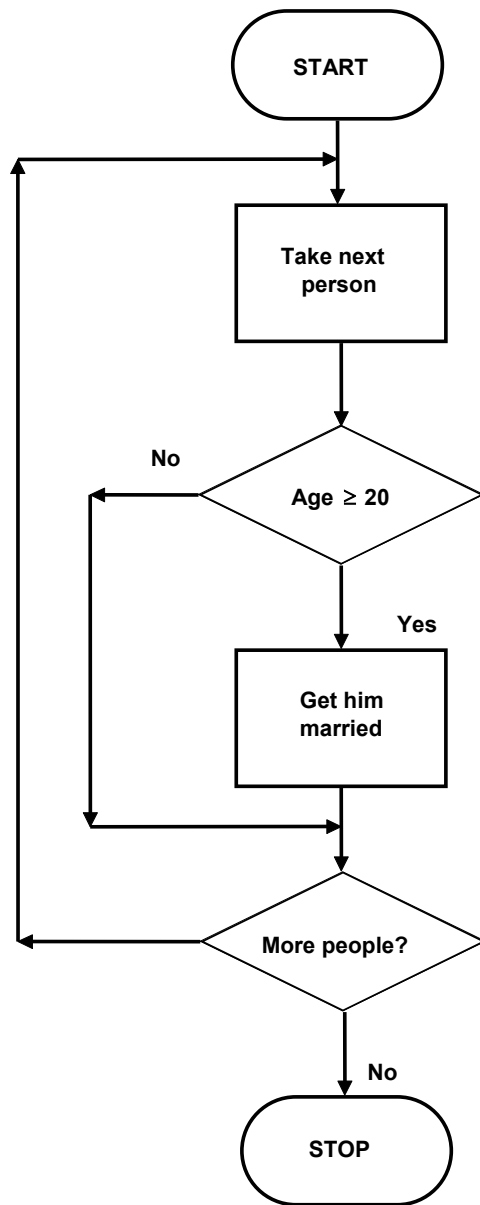 START
Take next
person
No
Age ≥ 20
Yes
Get him
married
More people?
No
STOP